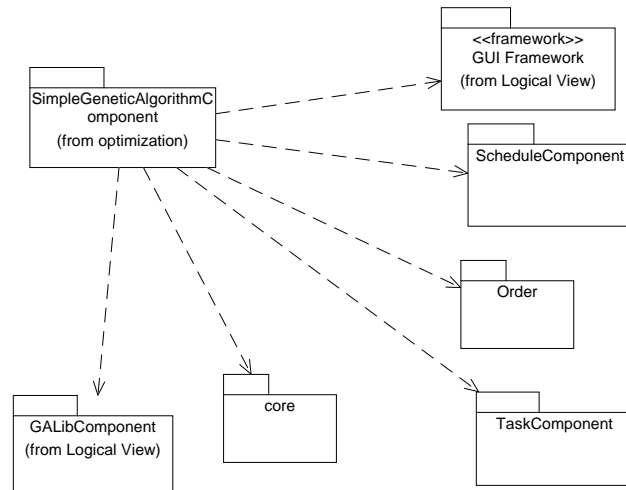 <<framework>>
GUI Framework
(from Logical View)
SimpleGeneticAlgorithmC
omponent
(from optimization)
ScheduleComponent
Order
core
TaskComponent
GALibComponent
(from Logical View)